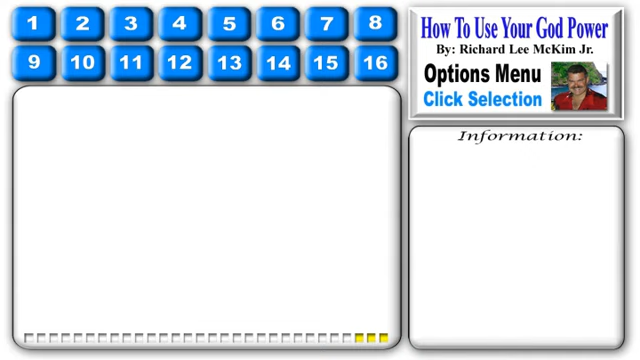 1 2 3 4 5 6 7 8
9 10 11 12 13 14 15 16
How To Use Your God Power
By: Richard Lee McKim Jr.
Options Menu
Click Selection
Information: